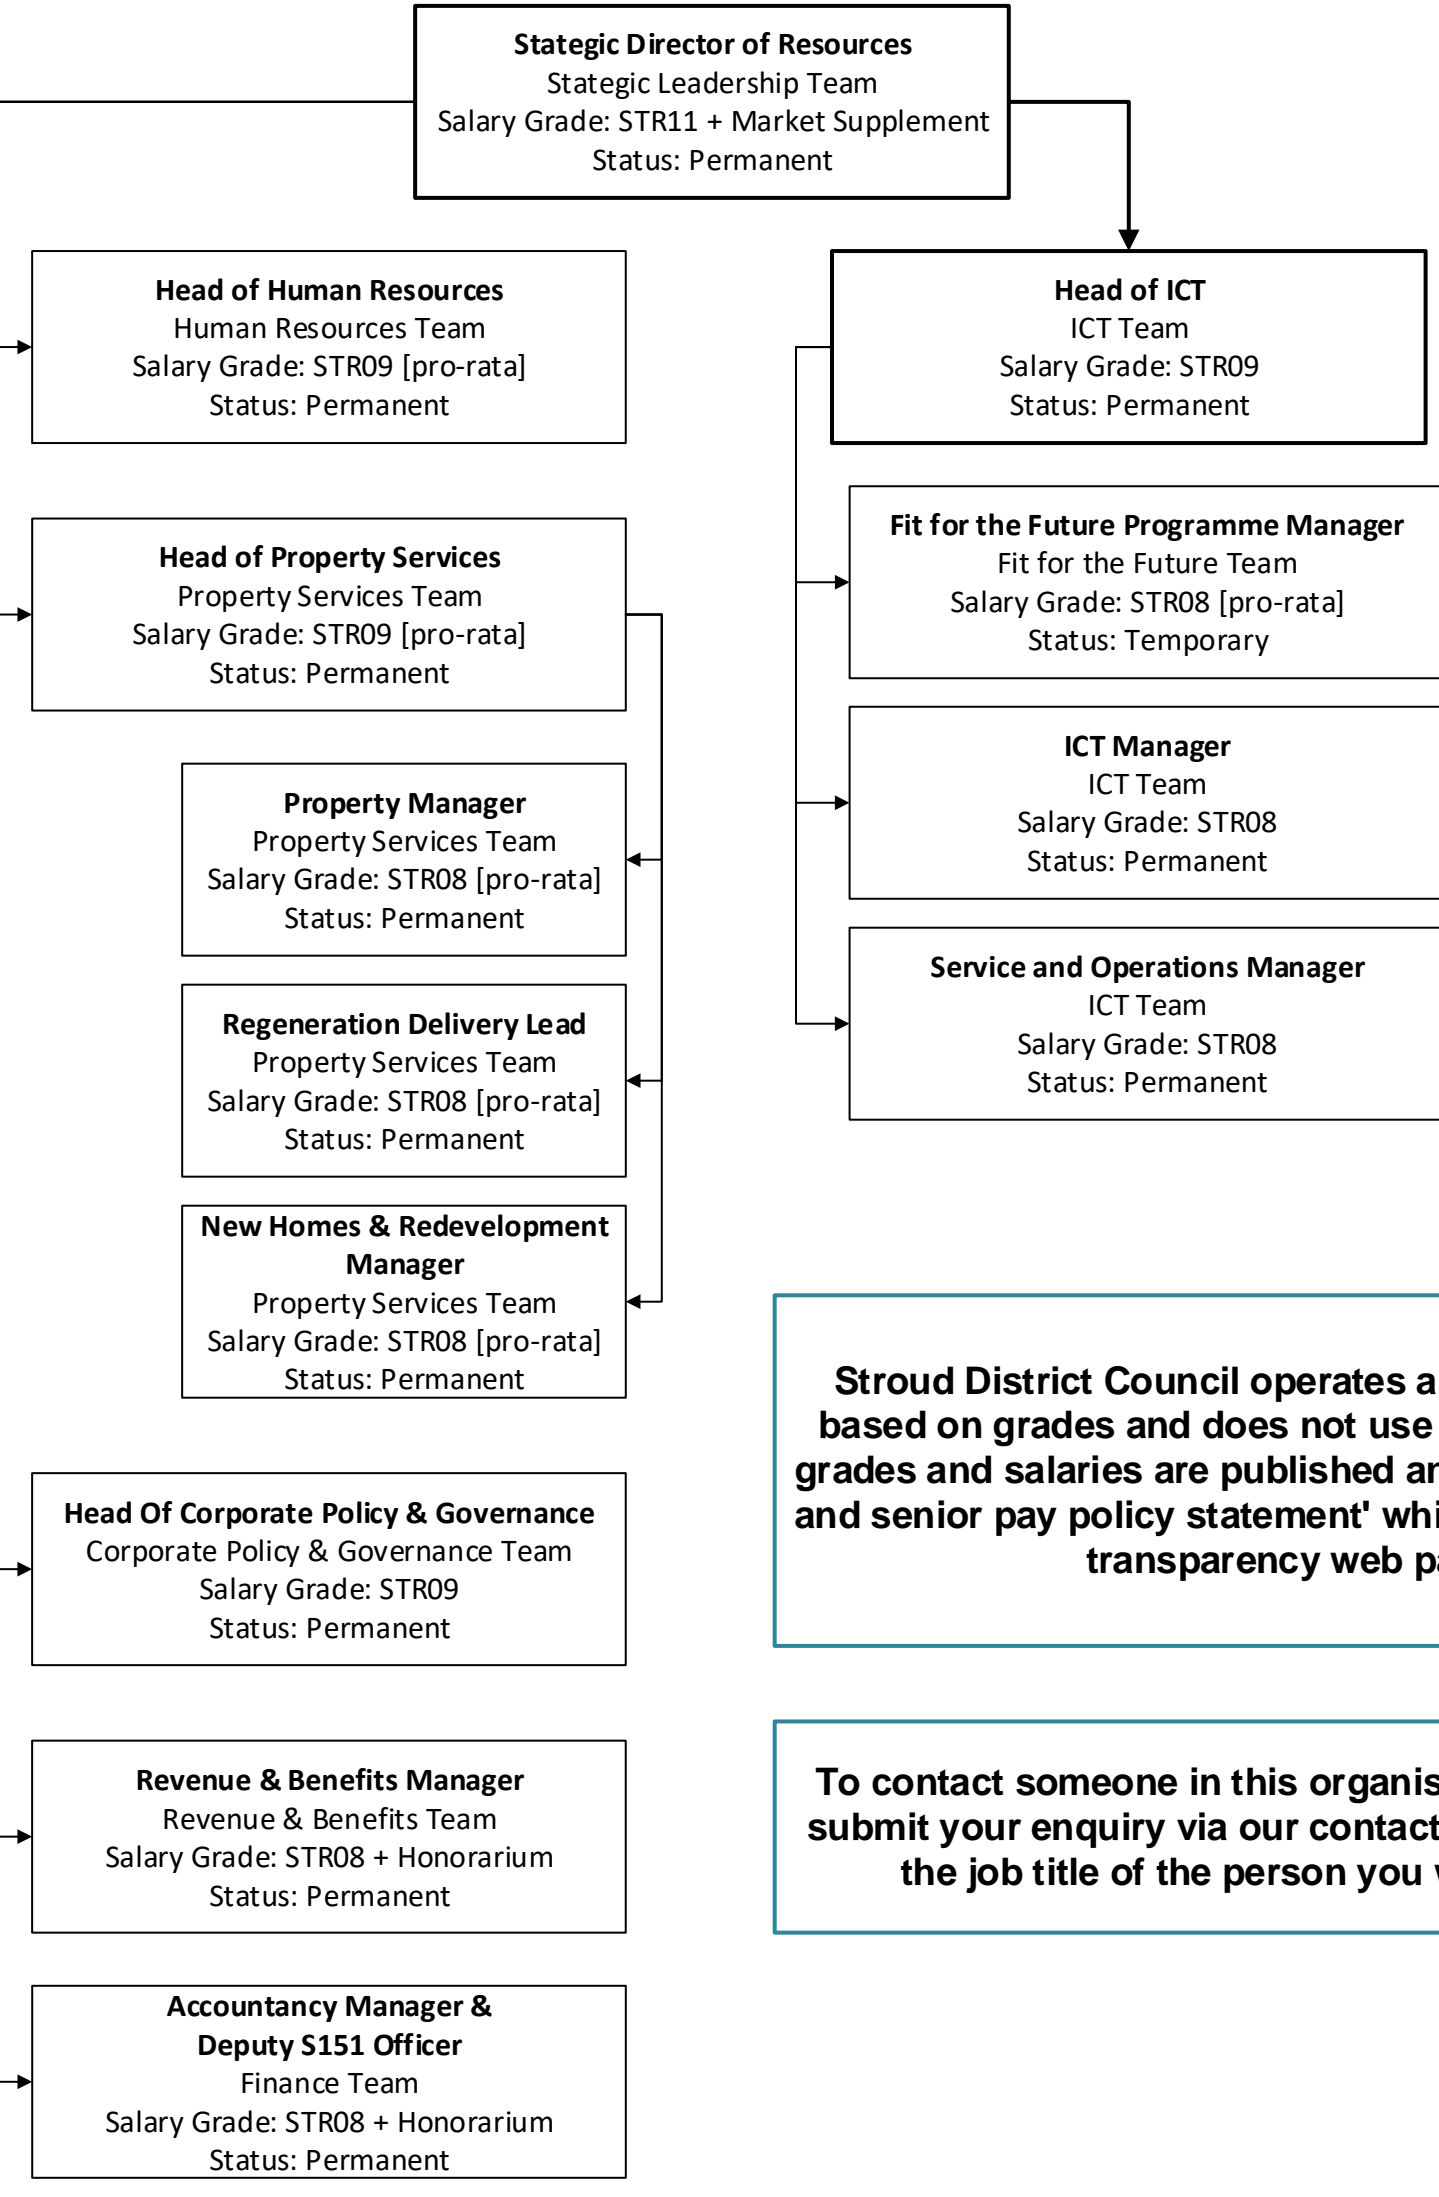 Stategic Director of Resources
Stategic Leadership Team
Salary Grade: STR11 + Market Supplement
Status: Permanent
Head of Human Resources
Human Resources Team
Salary Grade: STR09 [pro-rata]
Status: Permanent
Head of Property Services
Property Services Team
Salary Grade: STR09 [pro-rata]
Status: Permanent
Property Manager
Property Services Team
Salary Grade: STR08 [pro-rata]
Status: Permanent
Regeneration Delivery Lead
Property Services Team
Salary Grade: STR08 [pro-rata]
Status: Permanent
New Homes & Redevelopment
Manager
Property Services Team
Salary Grade: STR08 [pro-rata]
Status: Permanent
Head Of Corporate Policy & Governance
Corporate Policy & Governance Team
Salary Grade: STR09
Status: Permanent
Revenue & Benefits Manager
Revenue & Benefits Team
Salary Grade: STR08 + Honorarium
Status: Permanent
Accountancy Manager &
Deputy S151 Officer
Finance Team
Salary Grade: STR08 + Honorarium
Status: Permanent
Head of ICT
ICT Team
Salary Grade: STR09
Status: Permanent
Fit for the Future Programme Manager
Fit for the Future Team
Salary Grade: STR08 [pro-rata]
Status: Temporary
ICT Manager
ICT Team
Salary Grade: STR08
Status: Permanent
Service and Operations Manager
ICT Team
Salary Grade: STR08
Status: Permanent
Stroud District Council operates a
based on grades and does not use
grades and salaries are published
and senior pay policy statement'
transparency web
To contact someone in this
submit your enquiry via our contact
the job title of the person you